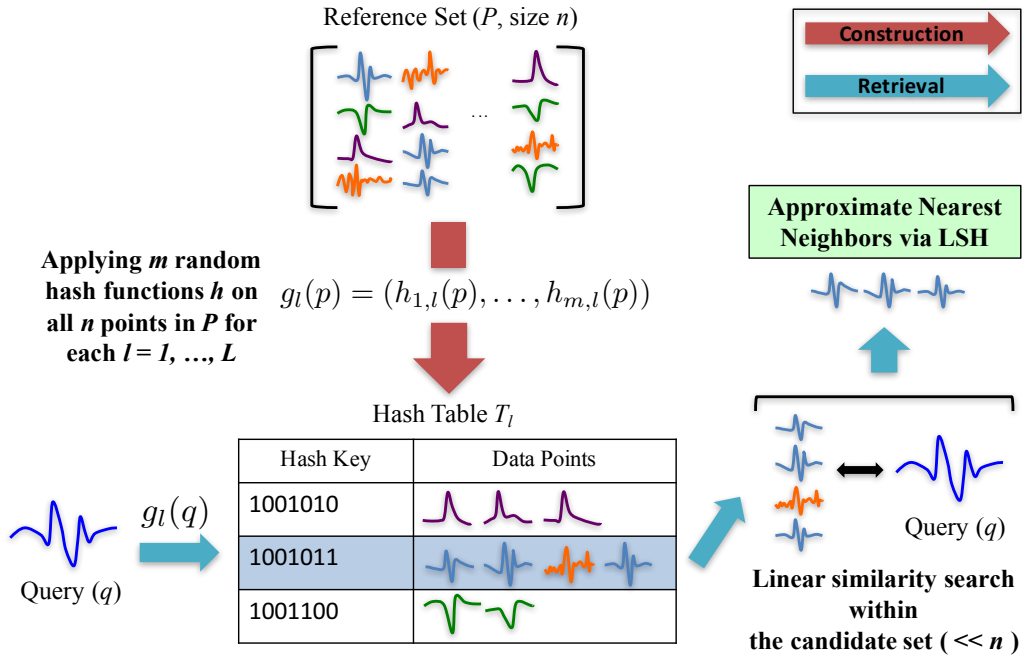 Reference Set (P, size n)
...
Construction
Retrieval
Applying m random
hash functions h on
all n points in P for
each l = 1, …, L
g_l(p) = (h_{1,l}(p), . . . , h_{m,l}(p))
Approximate Nearest
Neighbors via LSH
Hash Table T_l
Hash Key
Data Points
1001010
1001011
1001100
g_l(q)
Query (q)
Query (q)
Linear similarity search
within
the candidate set ( << n )